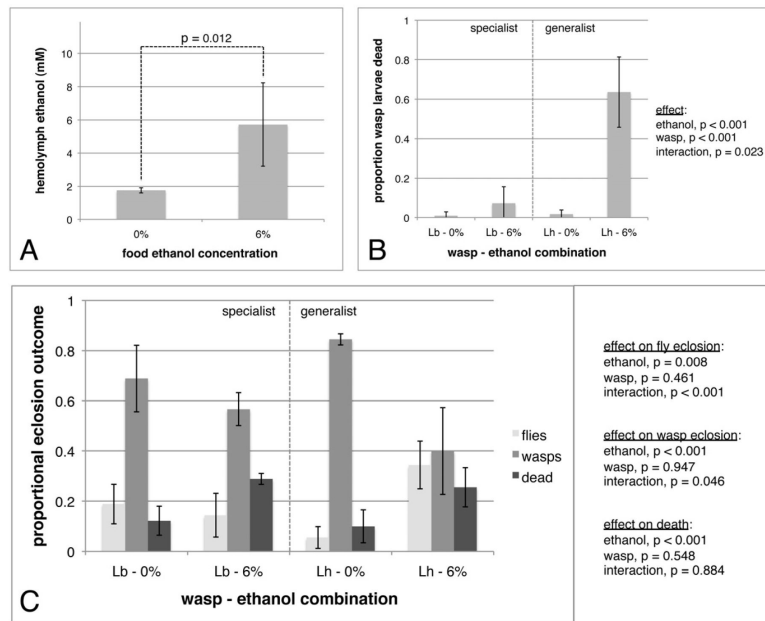 p = 0.012
10
8
6
4
2
0
hemolymph ethanol (mM)
0%
6%
food ethanol concentration
A
specialist
generalist
1
0.8
0.6
0.4
0.2
0
proportion wasp larvae dead
Lb - 0%
Lb - 6%
Lh - 0%
Lh - 6%
wasp - ethanol combination
B
effect:
ethanol, p < 0.001
wasp, p < 0.001
interaction, p = 0.023
specialist
generalist
1
0.8
0.6
0.4
0.2
0
proportional eclosion outcome
flies
wasps
dead
Lb - 0%
Lb - 6%
Lh - 0%
Lh - 6%
wasp - ethanol combination
C
effect on fly eclosion:
ethanol, p = 0.008
wasp, p = 0.461
interaction, p < 0.001
effect on wasp eclosion:
ethanol, p < 0.001
wasp, p = 0.947
interaction, p = 0.046
effect on death:
ethanol, p < 0.001
wasp, p = 0.548
interaction, p = 0.884